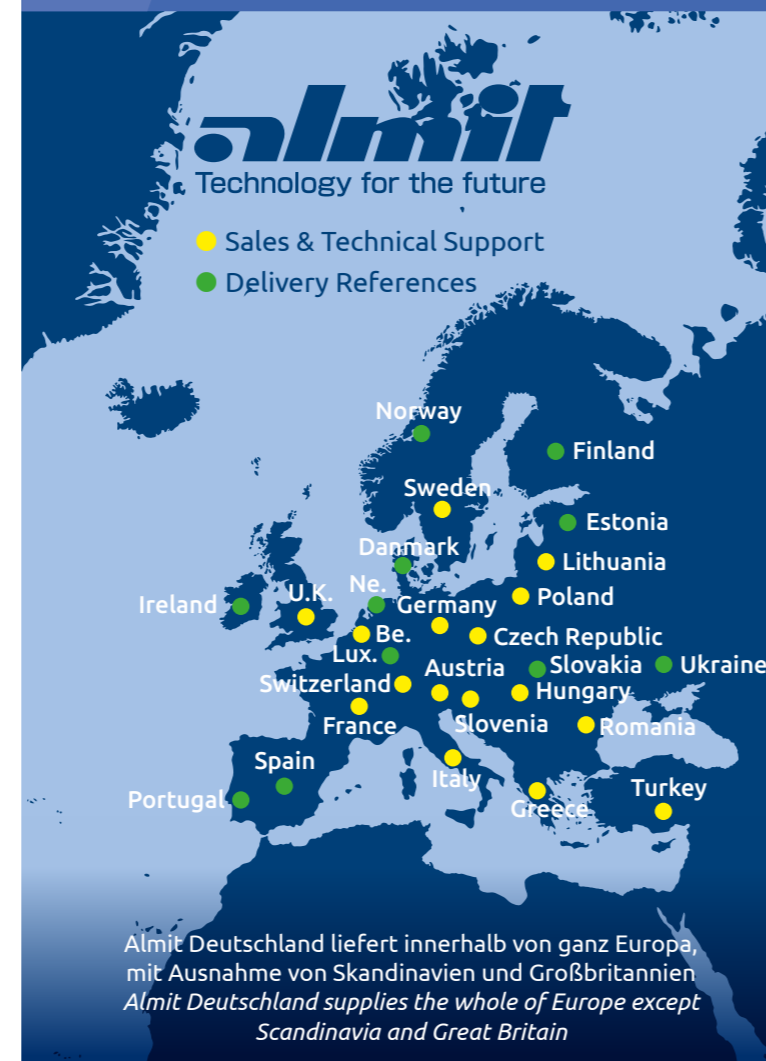 almit
Technology for the future
Sales & Technical Support
Delivery References
Norway
Finland
Sweden
Estonia
Danmark
Lithuania
Ne.
U.K.
Ireland
Germany
Poland
Be.
Czech Republic
Lux.
Austria
Slovakia
Ukraine
Switzerland
Hungary
France
Slovenia
Romania
Spain
Italy
Turkey
Portugal
Greece
Almit Deutschland liefert innerhalb von ganz Europa,
mit Ausnahme von Skandinavien und Großbritannien
Almit Deutschland supplies the whole of Europe except
Scandinavia and Great Britain